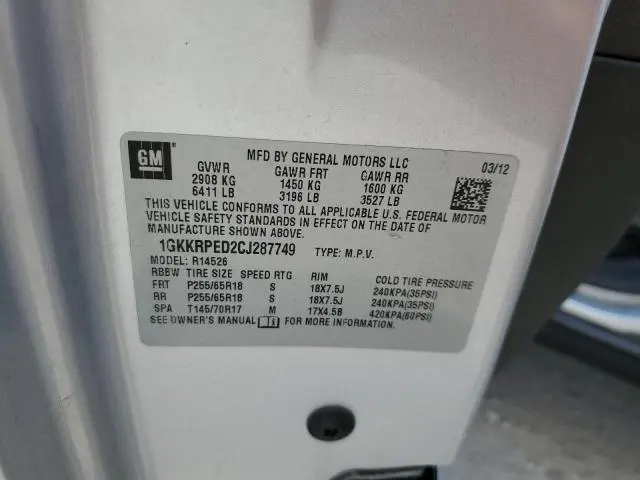 GM
MFD BY GENERAL MOTORS LLC
03/12
GVWR GAWR FRT GAWR RR
2908 KG 1450 KG 1600 KG
6411 LB 3196 LB 3527 LB
THIS VEHICLE CONFORMS TO ALL APPLICABLE U.S. FEDERAL MOTOR
VEHICLE SAFETY STANDARDS IN EFFECT ON THE DATE OF
MANUFACTURE SHOWN ABOVE.
1GKKRPED2CJ287749 TYPE: M.P.V.
MODEL: R14526
RBBW TIRE SIZE SPEED RTG RIM COLD TIRE PRESSURE
FRT P255/65R18 S 18X7.5J 240KPA(35PSI)
RR P255/65R18 S 18X7.5J 240KPA(35PSI)
SPA T145/70R17 M 17X4.5B 420KPA(60PSI)
SEE OWNER'S MANUAL FOR MORE INFORMATION.